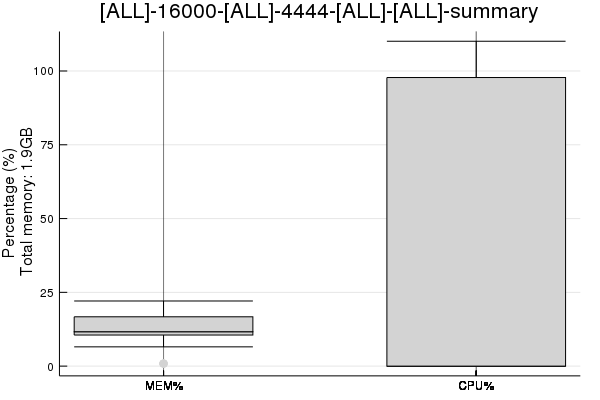 [ALL]-16000-[ALL]-4444-[ALL]-[ALL]-summary
Percentage (%)
Total memory: 1.9GB
100
75
50
25
0
MEM%
CPU%